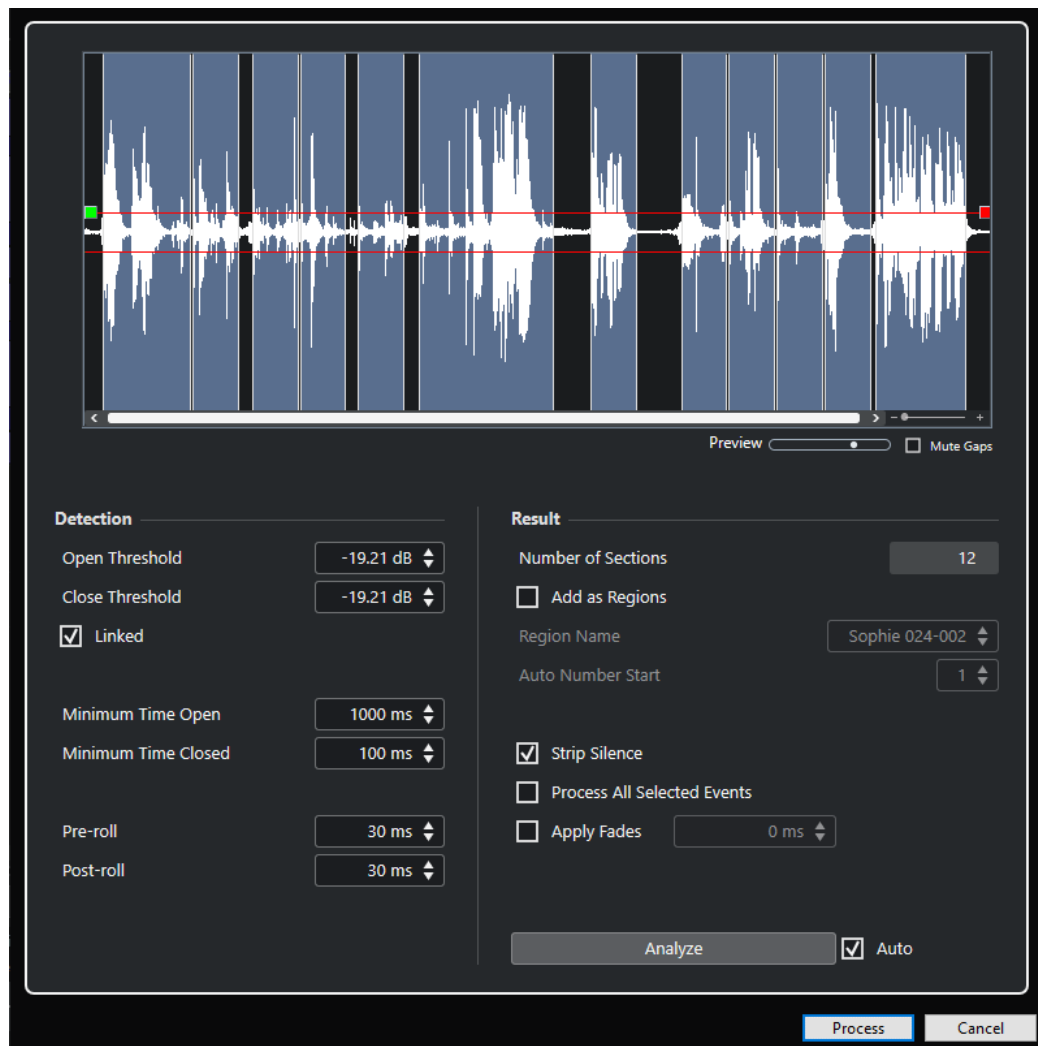 Preview
Mute Gaps
Detection
Open Threshold -19.21 dB
Close Threshold -19.21 dB
Linked
Minimum Time Open 1000 ms
Minimum Time Closed 100 ms
Pre-roll 30 ms
Post-roll 30 ms
Result
Number of Sections 12
Add as Regions
Region Name Sophie 024-002
Auto Number Start 1
Strip Silence
Process All Selected Events
Apply Fades 0 ms
Analyze
Auto
Process
Cancel